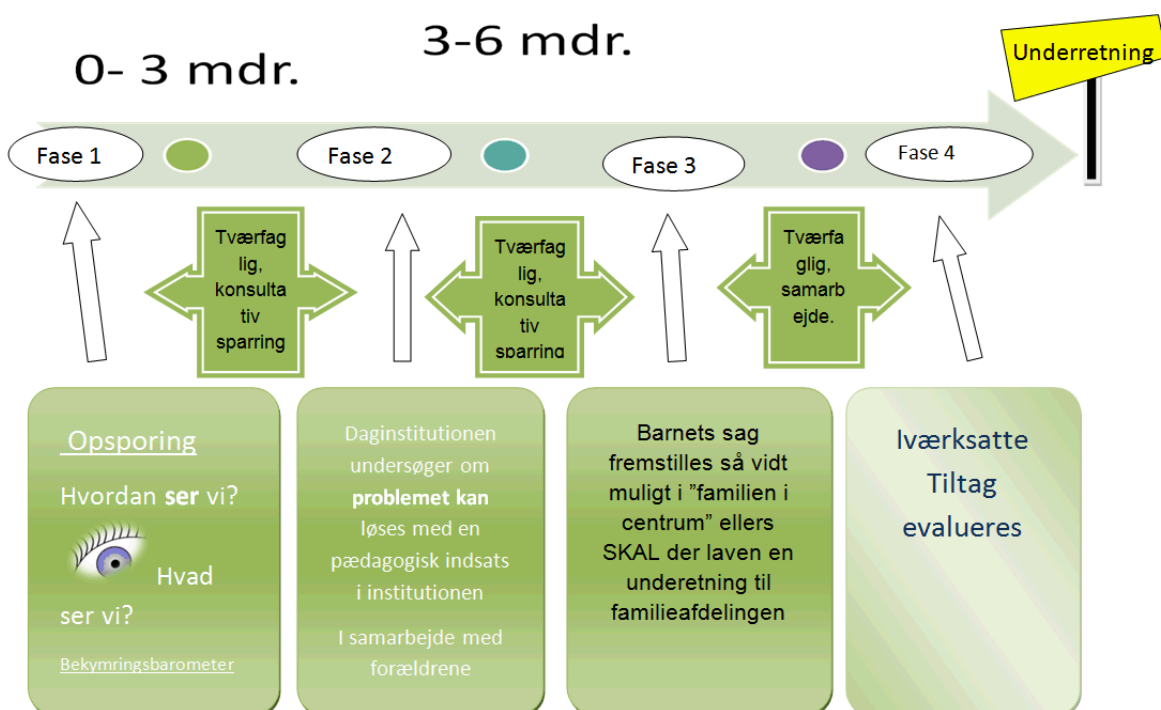 0- 3 mdr.
3-6 mdr.
Underretning
Fase 1
Fase 2
Fase 3
Fase 4
Tværfag
lig,
konsulta
tiv
sparring
Tværfag
lig,
konsulta
tiv
sparring
Tværfa
glig,
samarb
ejde.
Opsporing
Hvordan ser vi?
Hvad
ser vi?
Bekymringsbarometer
Daginstitutionen
undersøger om
problemet kan
løses med en
pædagogisk indsats
i institutionen
I samarbejde med
forældrene
Barnets sag
fremstilles så vidt
muligt i ”familien i
centrum” ellers
SKAL der laven en
underetning til
familieafdelingen
Iværksatte
Tiltag
evalueres